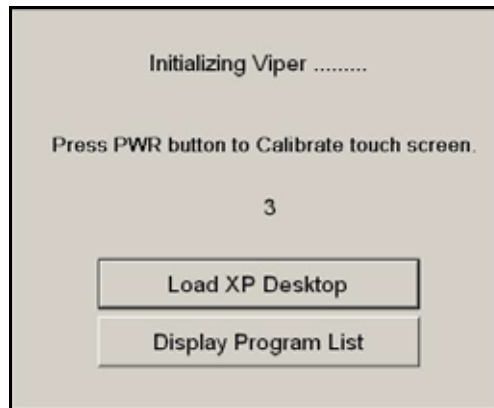 Initializing Viper .........
Press PWR button to Calibrate touch screen.
3
Load XP Desktop
Display Program List